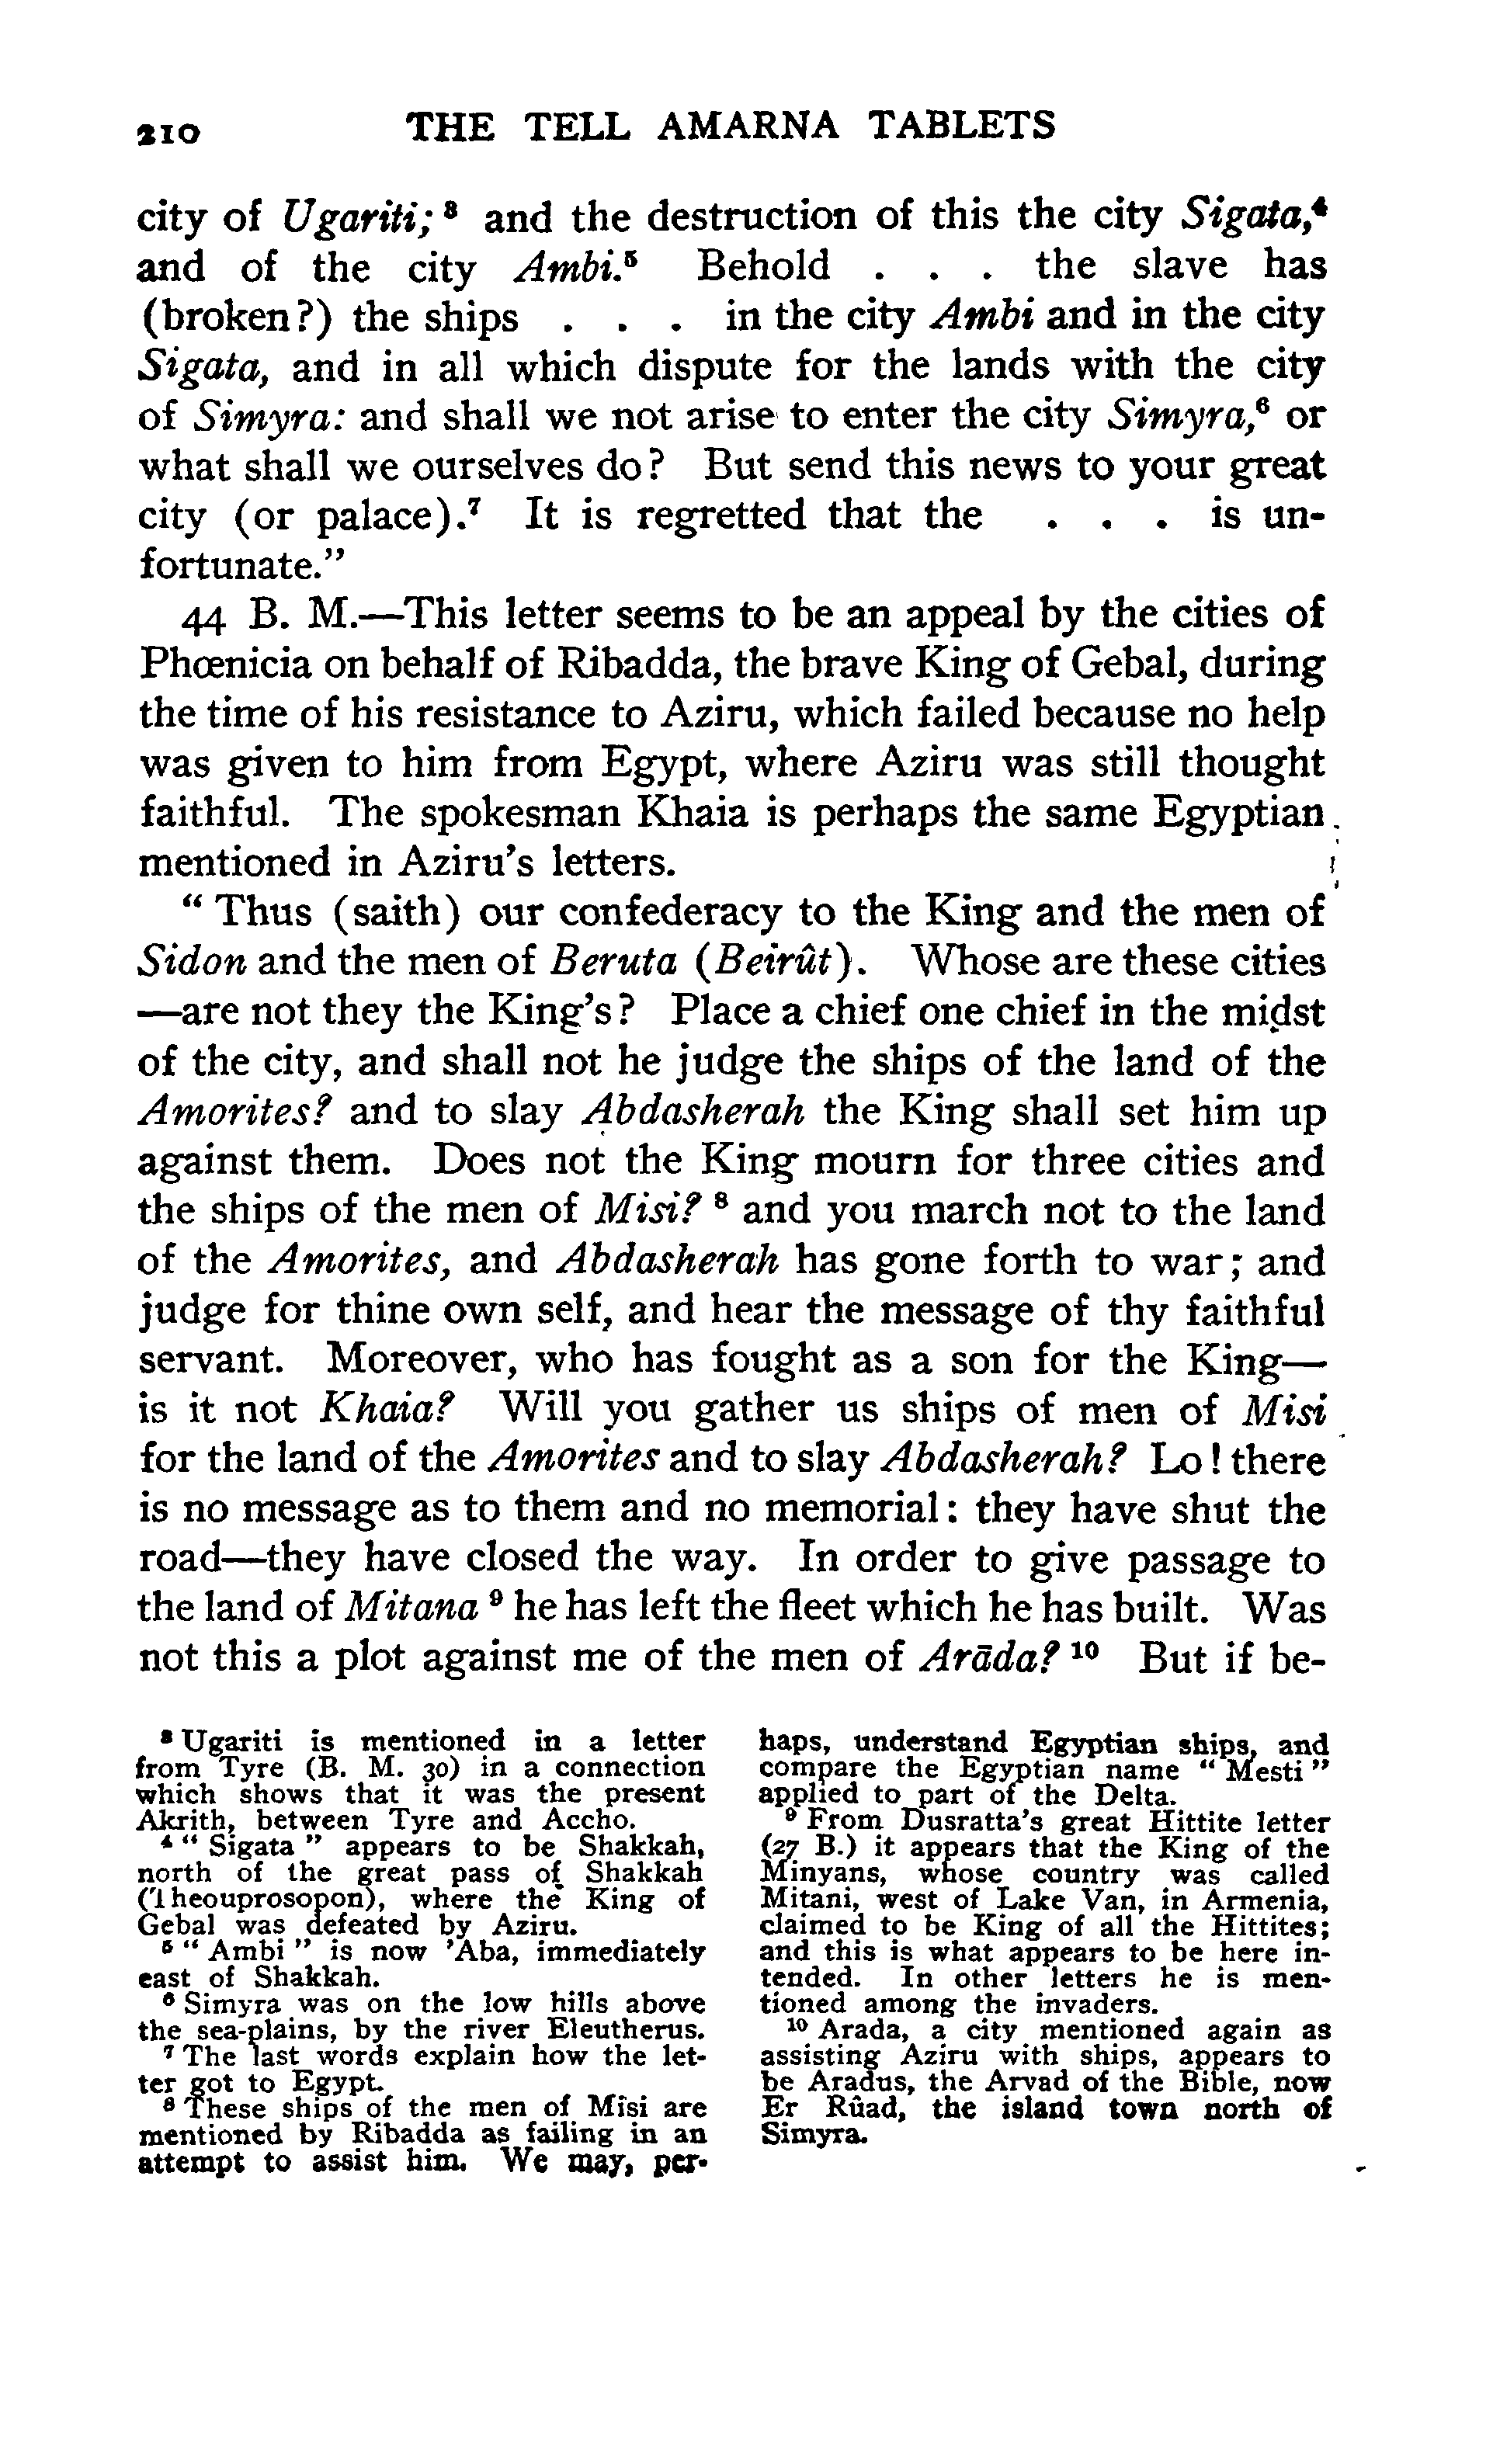 210 THE TELL AMARNA TABLETS
city of Ugariti; ³ and the destruction of this the city Sigata,⁴
and of the city Ambi.⁵ Behold . . . the slave has
(broken?) the ships . . . in the city Ambi and in the city
Sigata, and in all which dispute for the lands with the city
of Simyra: and shall we not arise to enter the city Simyra,⁶ or
what shall we ourselves do? But send this news to your great
city (or palace).⁷ It is regretted that the . . . is un-
fortunate.”
44 B. M.—This letter seems to be an appeal by the cities of
Phœnicia on behalf of Ribadda, the brave King of Gebal, during
the time of his resistance to Aziru, which failed because no help
was given to him from Egypt, where Aziru was still thought
faithful. The spokesman Khaia is perhaps the same Egyptian
mentioned in Aziru’s letters.
“ Thus (saith) our confederacy to the King and the men of
Sidon and the men of Beruta (Beirût). Whose are these cities
—are not they the King’s? Place a chief one chief in the midst
of the city, and shall not he judge the ships of the land of the
Amorites? and to slay Abdasherah the King shall set him up
against them. Does not the King mourn for three cities and
the ships of the men of Misi? ⁸ and you march not to the land
of the Amorites, and Abdasherah has gone forth to war; and
judge for thine own self, and hear the message of thy faithful
servant. Moreover, who has fought as a son for the King—
is it not Khaia? Will you gather us ships of men of Misi
for the land of the Amorites and to slay Abdasherah? Lo! there
is no message as to them and no memorial: they have shut the
road—they have closed the way. In order to give passage to
the land of Mitana ⁹ he has left the fleet which he has built. Was
not this a plot against me of the men of Arāda? ¹⁰ But if be-
³ Ugariti is mentioned in a letter
from Tyre (B. M. 30) in a connection
which shows that it was the present
Akrith, between Tyre and Accho.
⁴ “ Sigata ” appears to be Shakkah,
north of the great pass of Shakkah
(Theouprosopon), where the King of
Gebal was defeated by Aziru.
⁵ “ Ambi ” is now ’Aba, immediately
east of Shakkah.
⁶ Simyra was on the low hills above
the sea-plains, by the river Eleutherus.
⁷ The last words explain how the let-
ter got to Egypt.
⁸ These ships of the men of Misi are
mentioned by Ribadda as failing in an
attempt to assist him. We may, per-
haps, understand Egyptian ships, and
compare the Egyptian name “ Mesti ”
applied to part of the Delta.
⁹ From Dusratta’s great Hittite letter
(27 B.) it appears that the King of the
Minyans, whose country was called
Mitani, west of Lake Van, in Armenia,
claimed to be King of all the Hittites;
and this is what appears to be here in-
tended. In other letters he is men-
tioned among the invaders.
¹⁰ Arada, a city mentioned again as
assisting Aziru with ships, appears to
be Aradus, the Arvad of the Bible, now
Er Rûad, the island town north of
Simyra.